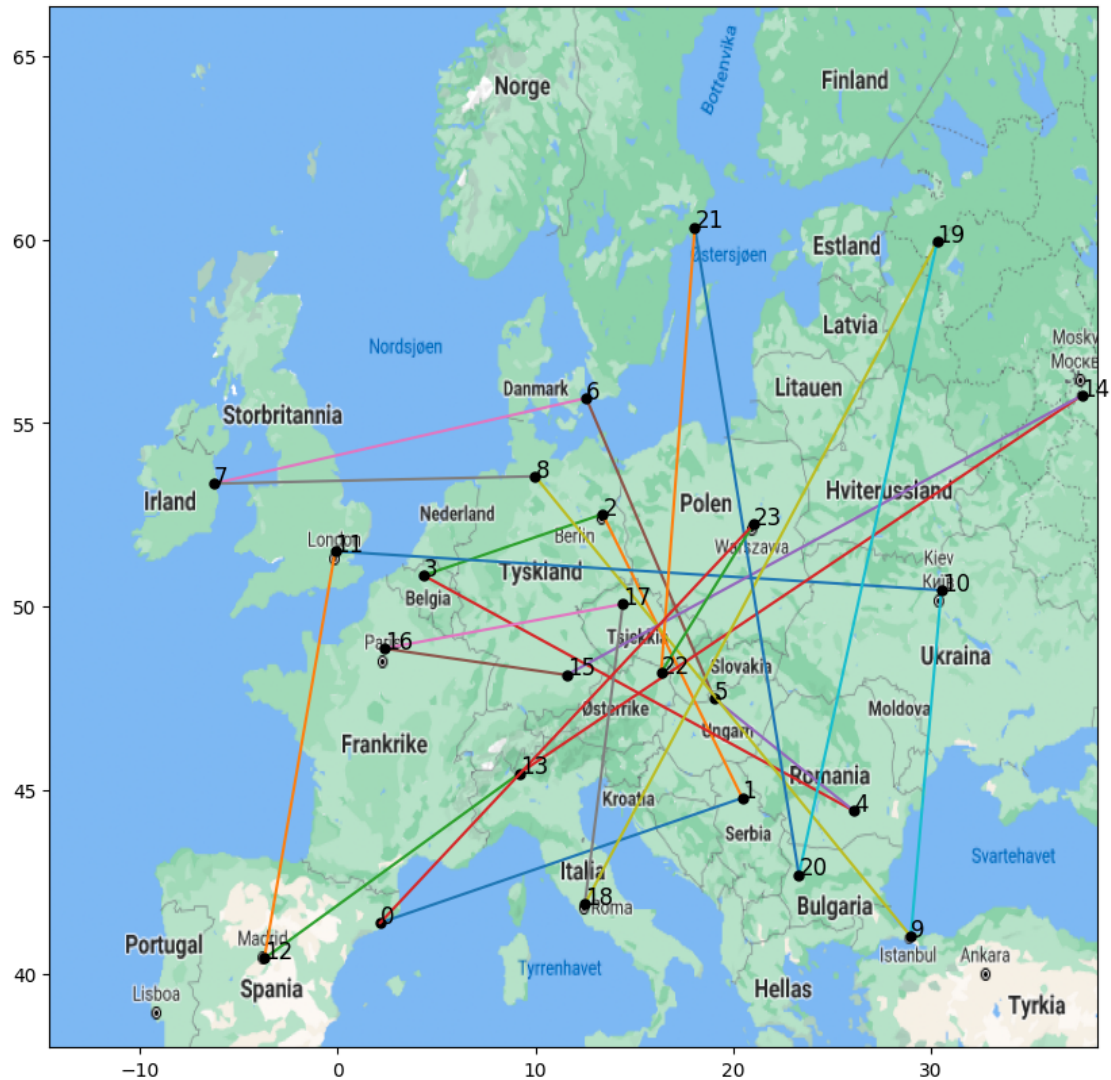 65
60
55
50
45
40
−10
0
10
20
30
Norge
Finland
Bottenvika
21
Østersjøen
Estland
19
Latvia
Moskv
Москв
14
Nordsjøen
Danmark
6
Litauen
Storbritannia
7
8
Irland
Nederland
2
Berlin
Polen
23
Warszawa
Hviterussland
London
11
3
Belgia
Tyskland
Kiev
Київ
10
17
Tsjekkia
16
Paris
15
22
Slovakia
Ukraina
Østerrike
5
Ungarn
Moldova
Frankrike
13
1
Romania
4
Kroatia
Serbia
Svartehavet
Italia
20
18
Roma
Bulgaria
0
9
Istanbul
Ankara
Portugal
Madrid
12
Tyrrenhavet
Lisboa
Spania
Hellas
Tyrkia